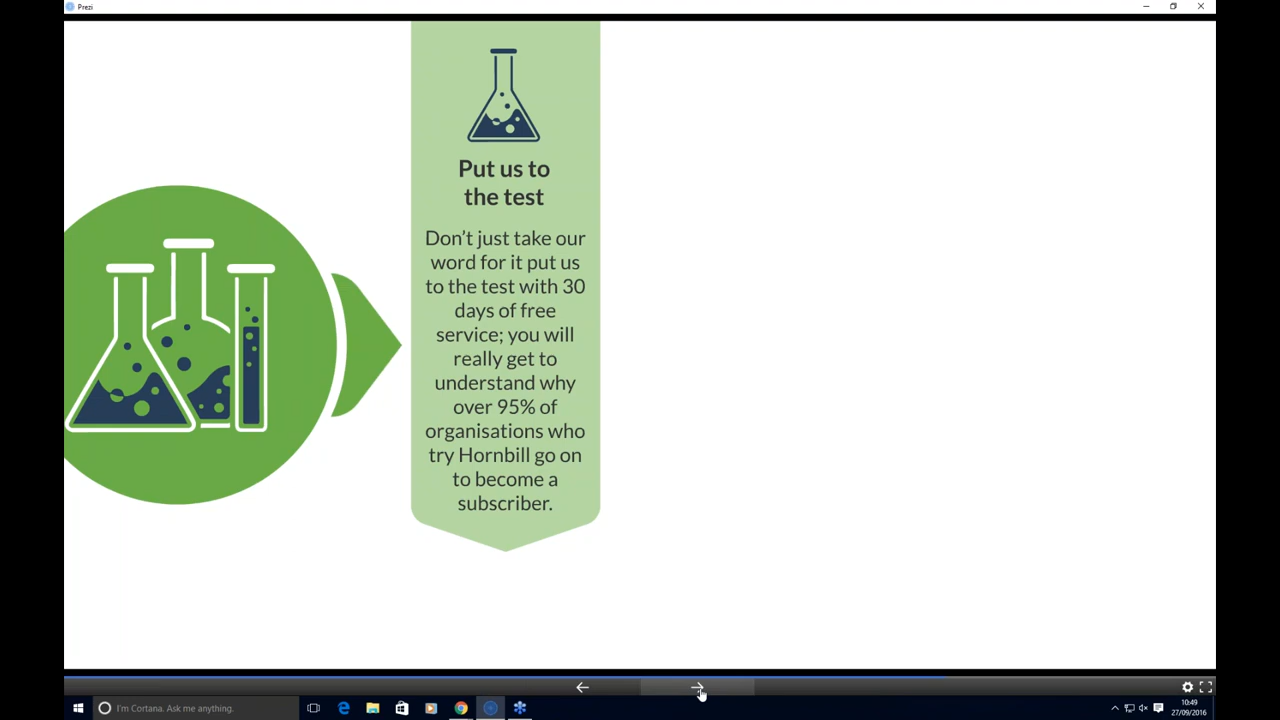 Prezi
Put us to
the test
Don't just take our
word for it put us
to the test with 30
days of free
service; you will
really get to
understand why
over 95% of
organisations who
try Hornbill go on
to become a
subscriber.
I'm Cortana. Ask me anything.
10:49
27/09/2016